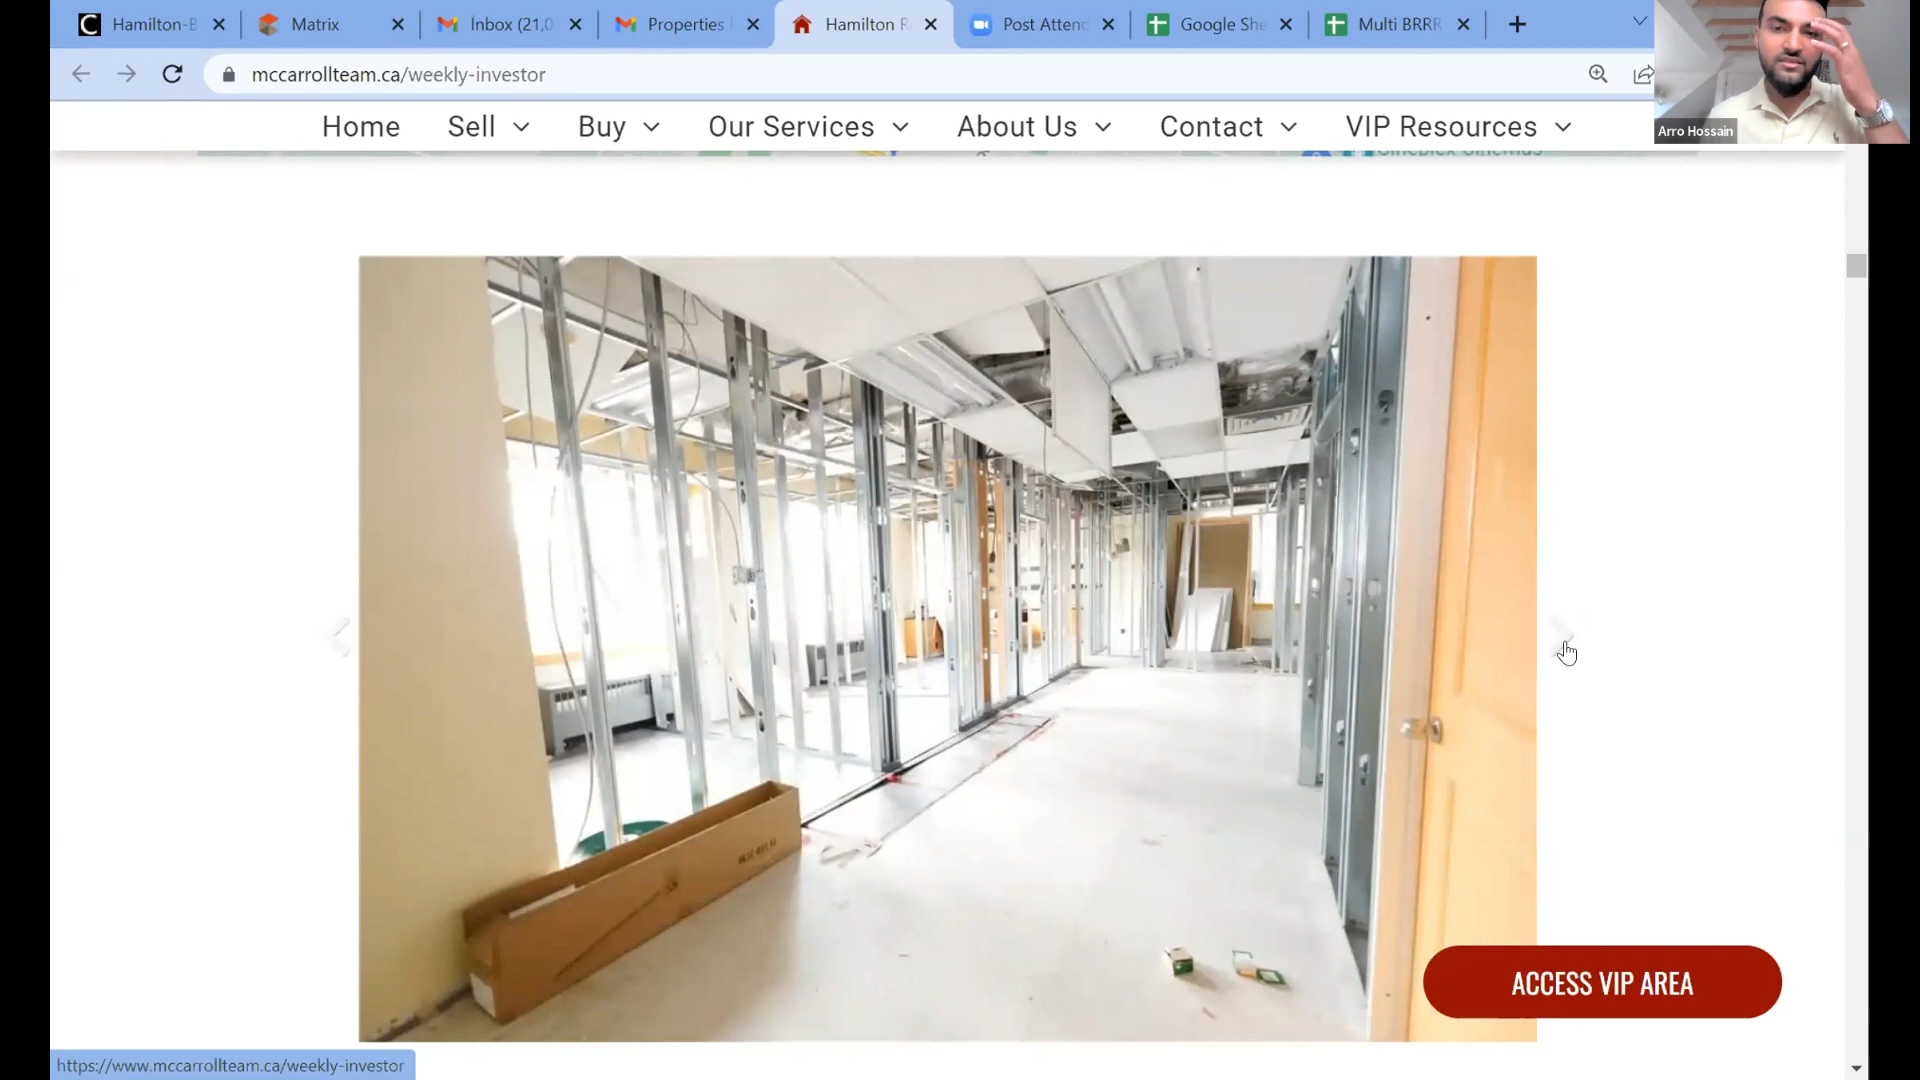 Hamilton-B
Matrix
Inbox (21,0
Properties
Hamilton R
Post Attend
Google She
Multi BRRR
mccarrollteam.ca/weekly-investor
Home
Sell
Buy
Our Services
About Us
Contact
VIP Resources
Arro Hossain
Cineplex Cinemas
ACCESS VIP AREA
https://www.mccarrollteam.ca/weekly-investor